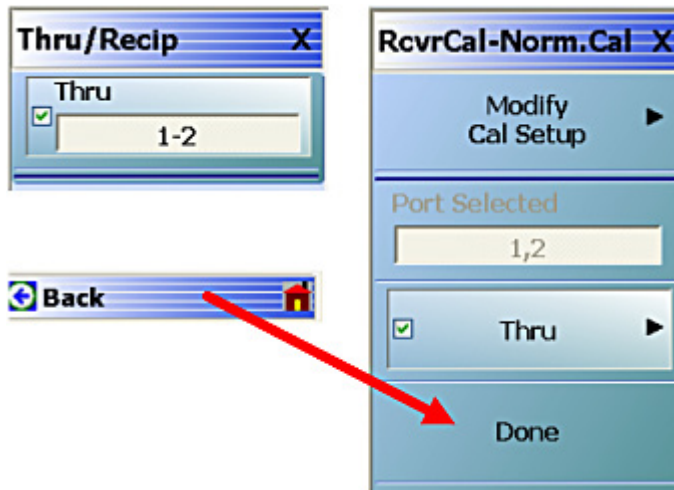 Thru/Recip X
Thru
1-2
Back
RcvrCal-Norm.Cal X
Modify
Cal Setup
Port Selected
1,2
Thru
Done